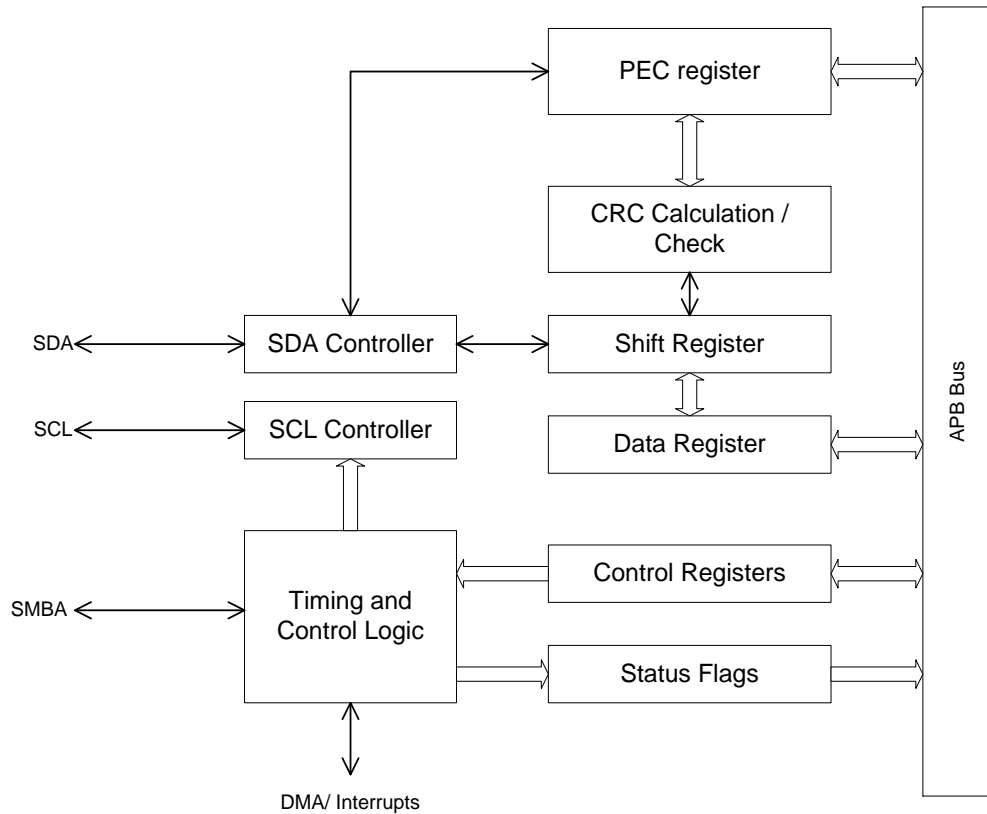 PEC register
CRC Calculation /
Check
SDA
SDA Controller
Shift Register
SCL
SCL Controller
Data Register
APB Bus
SMBA
Timing and
Control Logic
Control Registers
Status Flags
DMA/ Interrupts